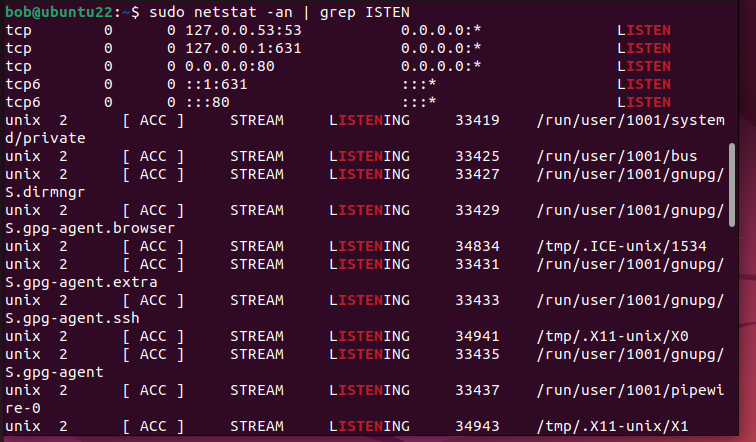 bob@ubuntu22:~$ sudo netstat -an | grep ISTEN
tcp        0      0 127.0.0.53:53           0.0.0.0:*               LISTEN
tcp        0      0 127.0.0.1:631           0.0.0.0:*               LISTEN
tcp        0      0 0.0.0.0:80              0.0.0.0:*               LISTEN
tcp6       0      0 ::1:631                 :::*                    LISTEN
tcp6       0      0 :::80                   :::*                    LISTEN
unix  2      [ ACC ]     STREAM     LISTENING     33419    /run/user/1001/system
d/private
unix  2      [ ACC ]     STREAM     LISTENING     33425    /run/user/1001/bus
unix  2      [ ACC ]     STREAM     LISTENING     33427    /run/user/1001/gnupg/
S.dirmngr
unix  2      [ ACC ]     STREAM     LISTENING     33429    /run/user/1001/gnupg/
S.gpg-agent.browser
unix  2      [ ACC ]     STREAM     LISTENING     34834    /tmp/.ICE-unix/1534
unix  2      [ ACC ]     STREAM     LISTENING     33431    /run/user/1001/gnupg/
S.gpg-agent.extra
unix  2      [ ACC ]     STREAM     LISTENING     33433    /run/user/1001/gnupg/
S.gpg-agent.ssh
unix  2      [ ACC ]     STREAM     LISTENING     34941    /tmp/.X11-unix/X0
unix  2      [ ACC ]     STREAM     LISTENING     33435    /run/user/1001/gnupg/
S.gpg-agent
unix  2      [ ACC ]     STREAM     LISTENING     33437    /run/user/1001/pipewi
re-0
unix  2      [ ACC ]     STREAM     LISTENING     34943    /tmp/.X11-unix/X1